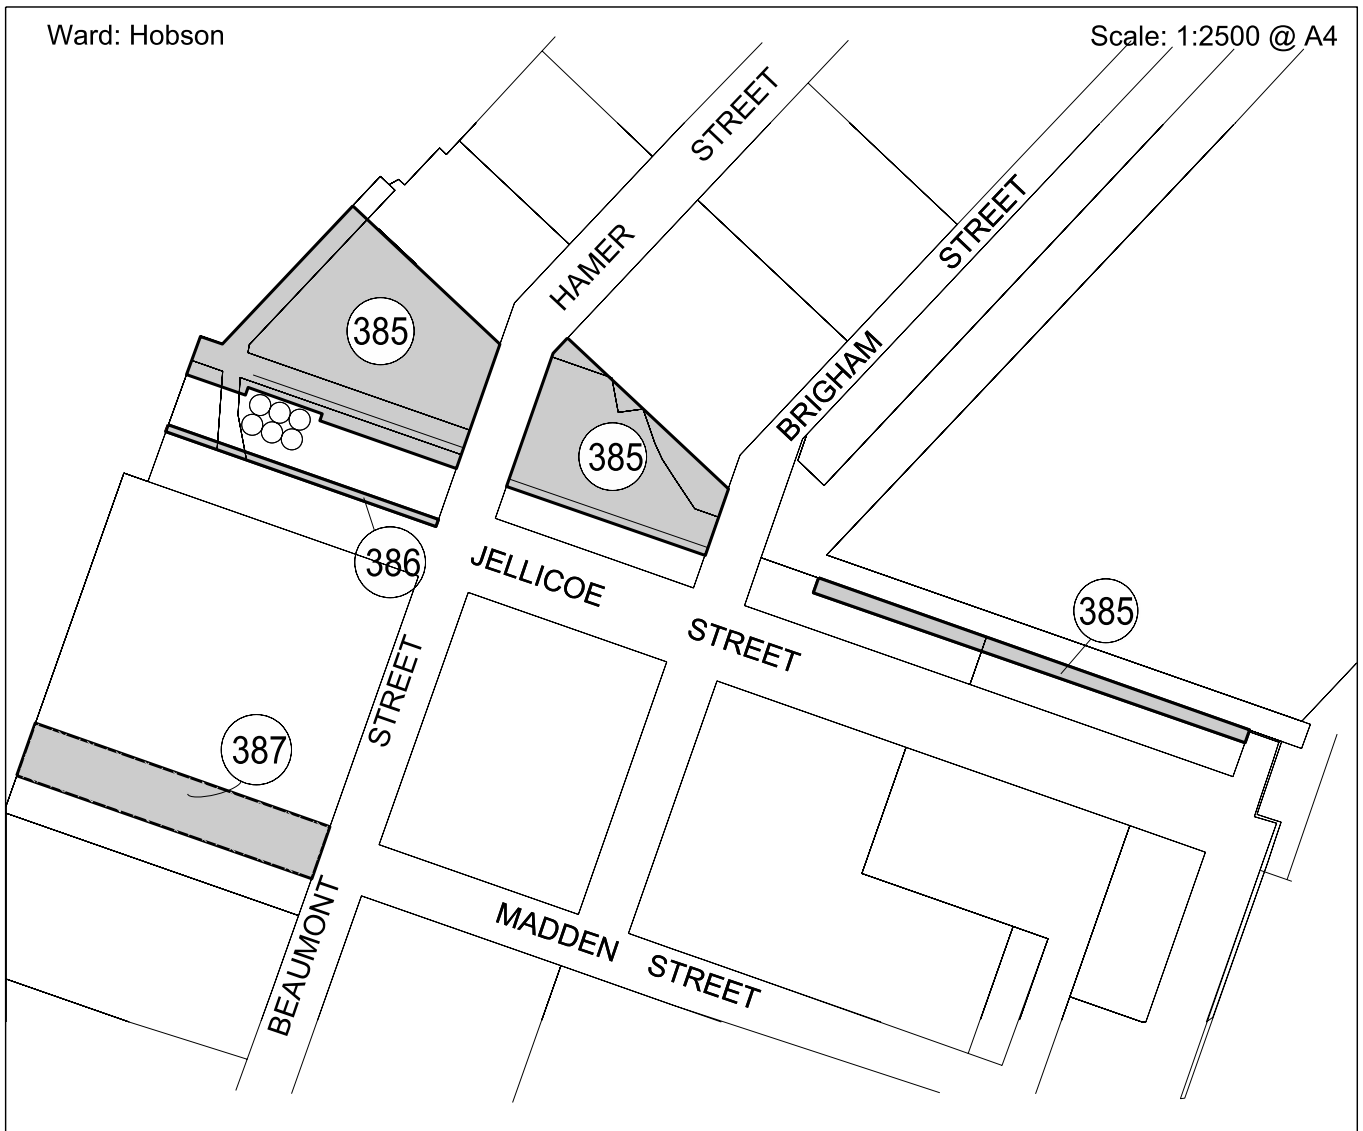 Ward: Hobson
Scale: 1:2500 @ A4
HAMER STREET
BRIGHAM STREET
385
385
386
JELLICOE STREET
385
387
BEAUMONT STREET
MADDEN STREET